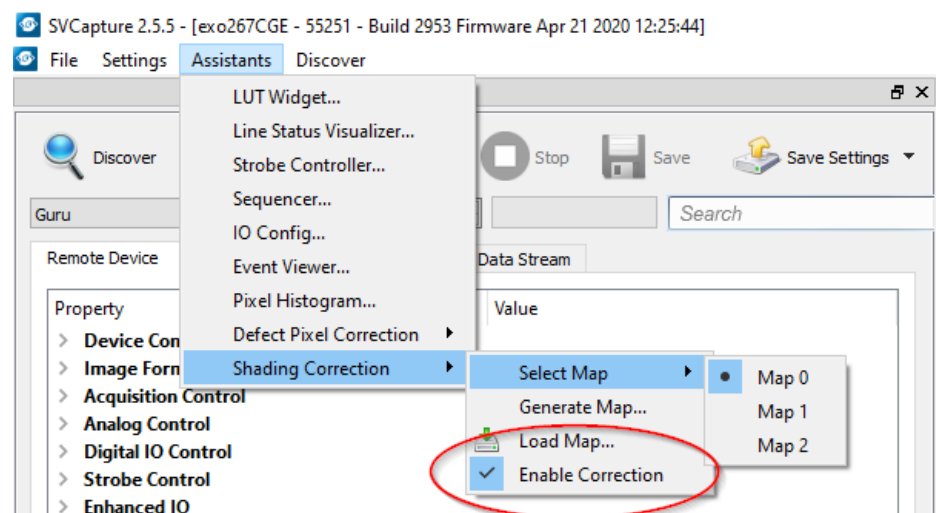 SVCapture 2.5.5 - [exo267CGE - 55251 - Build 2953 Firmware Apr 21 2020 12:25:44]
File Settings Assistants Discover
LUT Widget...
Line Status Visualizer...
Strobe Controller...
Sequencer...
IO Config...
Event Viewer...
Pixel Histogram...
Defect Pixel Correction
Shading Correction
Select Map
Generate Map...
Load Map...
Enable Correction
Map 0
Map 1
Map 2
Discover Stop Save Save Settings
Guru Search
Remote Device Data Stream
Property Value
Device Con
Image Form
Acquisition Control
Analog Control
Digital IO Control
Strobe Control
Enhanced IO